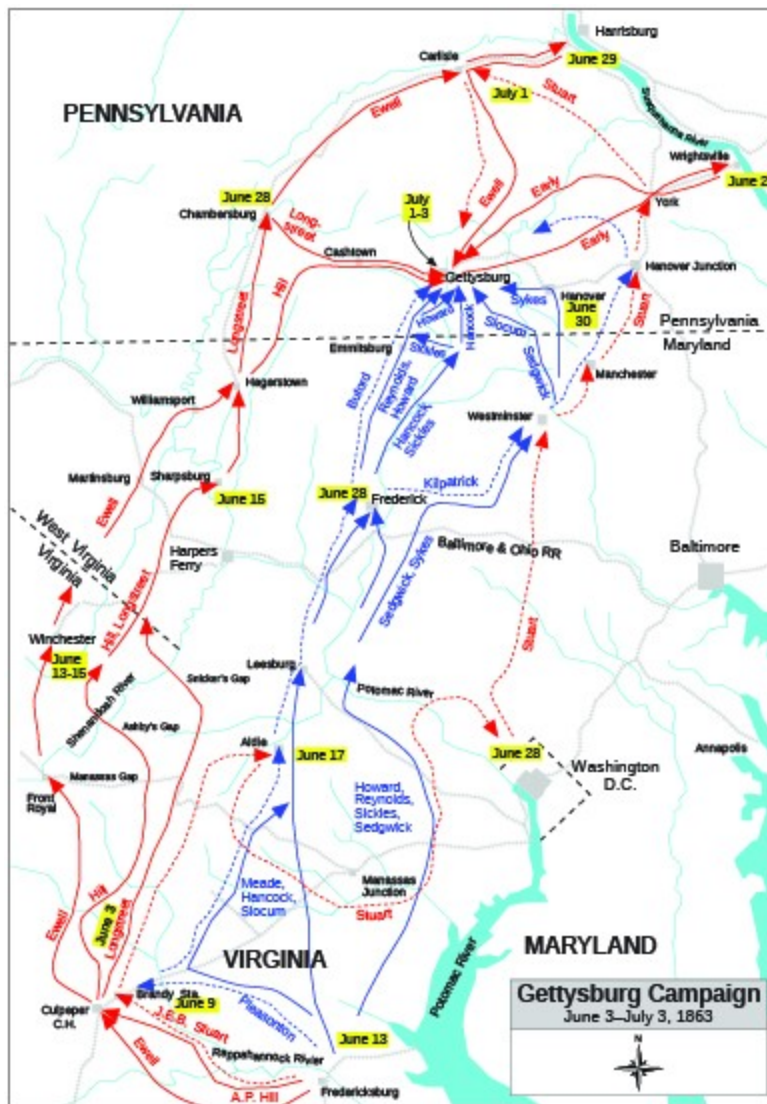 Harrisburg
Carlisle
June 29
PENNSYLVANIA
Ewell
July 1
Stuart
Susquehanna River
Wrightsville
June 2
June 28
Chambersburg
July
1-3
Ewell
Early
York
Long-
street
Cashtown
Early
Gettysburg
Hanover Junction
Hill
Longstreet
Howard
Hancock
Sykes
Hanover
June
30
Slocum
Stuart
Pennsylvania
Maryland
Emmitsburg
Sickles
Sedgwick
Hagerstown
Buford
Reynolds,
Howard
Manchester
Williamsport
Hancock,
Sickles
Westminster
Martinsburg
Sharpsburg
Kilpatrick
June 15
June 28
Frederick
Ewell
West Virginia
Virginia
Harpers
Ferry
Baltimore & Ohio RR
Baltimore
Sedgwick, Sykes
Hill, Longstreet
Stuart
Winchester
June
13-15
Leesburg
Snicker's Gap
Potomac River
Shenandoah River
Ashby's Gap
Aldie
June 17
June 28
Annapolis
Manassas Gap
Washington
D.C.
Front
Royal
Howard,
Reynolds,
Sickles,
Sedgwick
Manassas
Junction
Meade,
Hancock,
Slocum
Stuart
Hill
June 3
Longstreet
Ewell
VIRGINIA
MARYLAND
Potomac River
Brandy Sta.
June 9
Culpeper
C.H.
Pleasonton
J.E.B. Stuart
June 13
Rappahannock River
Ewell
A.P. Hill
Fredericksburg
Gettysburg Campaign
June 3–July 3, 1863
N